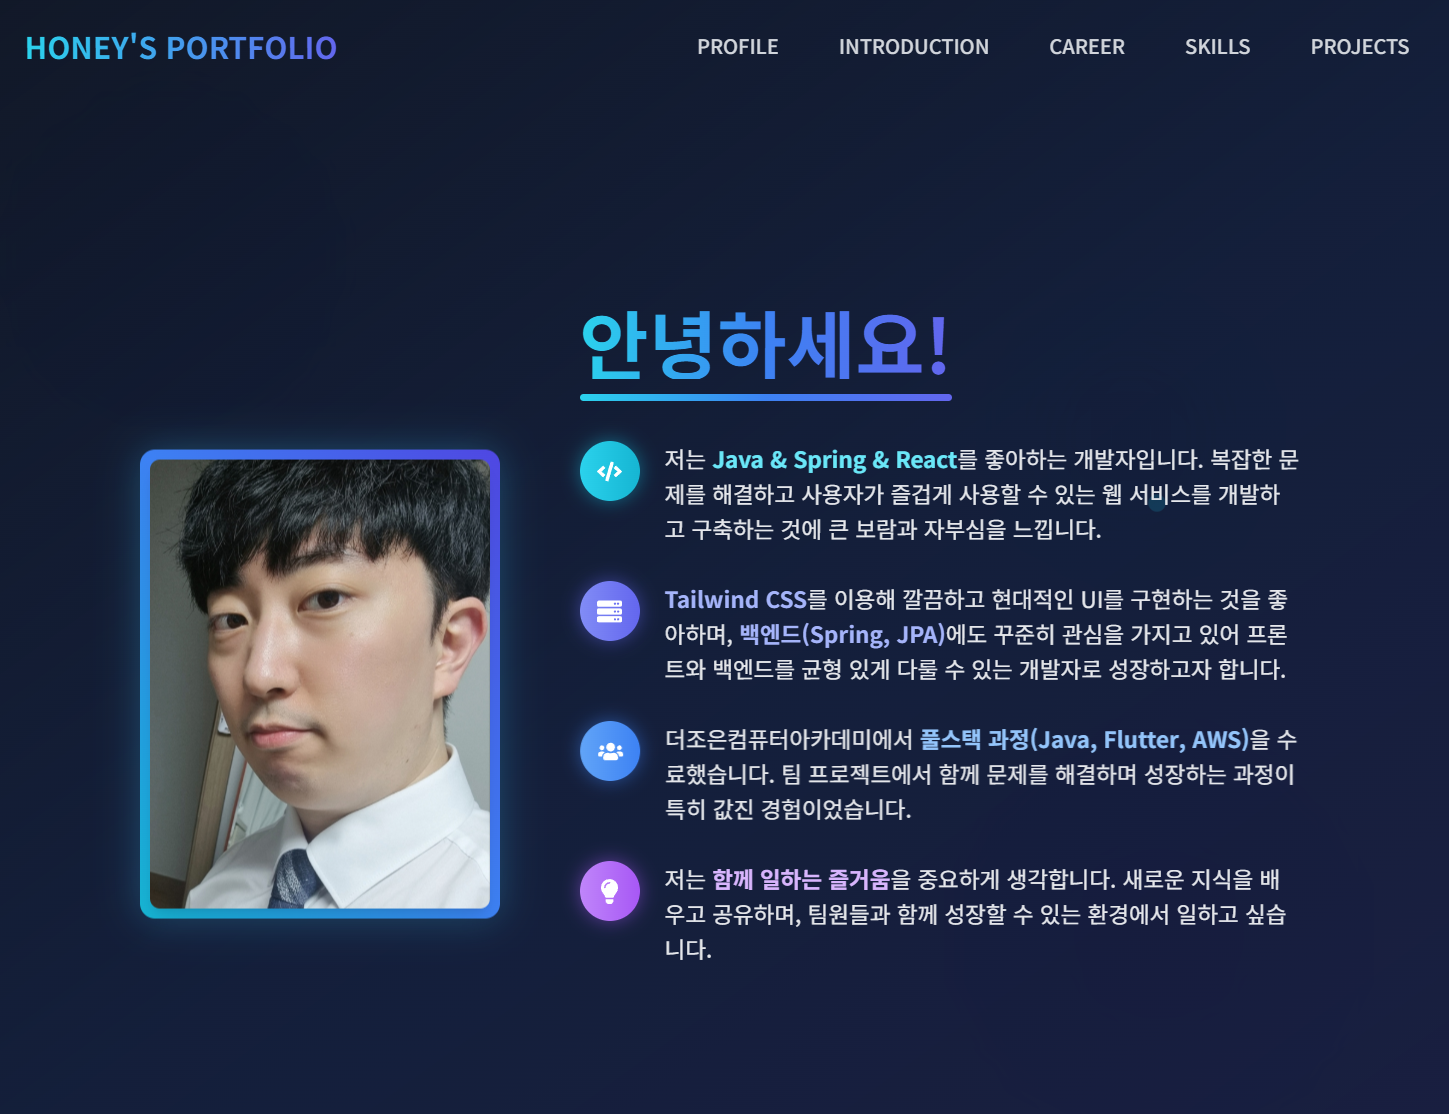 HONEY'S PORTFOLIO
PROFILE INTRODUCTION CAREER SKILLS PROJECTS
안녕하세요!
저는 Java & Spring & React를 좋아하는 개발자입니다. 복잡한 문
제를 해결하고 사용자가 즐겁게 사용할 수 있는 웹 서비스를 개발하
고 구축하는 것에 큰 보람과 자부심을 느낍니다.
Tailwind CSS를 이용해 깔끔하고 현대적인 UI를 구현하는 것을 좋
아하며, 백엔드(Spring, JPA)에도 꾸준히 관심을 가지고 있어 프론
트와 백엔드를 균형 있게 다룰 수 있는 개발자로 성장하고자 합니다.
더조은컴퓨터아카데미에서 풀스택 과정(Java, Flutter, AWS)을 수
료했습니다. 팀 프로젝트에서 함께 문제를 해결하며 성장하는 과정이
특히 값진 경험이었습니다.
저는 함께 일하는 즐거움을 중요하게 생각합니다. 새로운 지식을 배
우고 공유하며, 팀원들과 함께 성장할 수 있는 환경에서 일하고 싶습
니다.